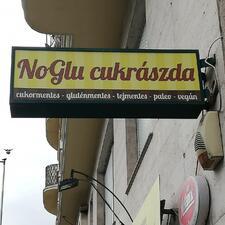 NoGlu cukrászda
cukormentes - gluténmentes - tejmentes - paleo - vegán